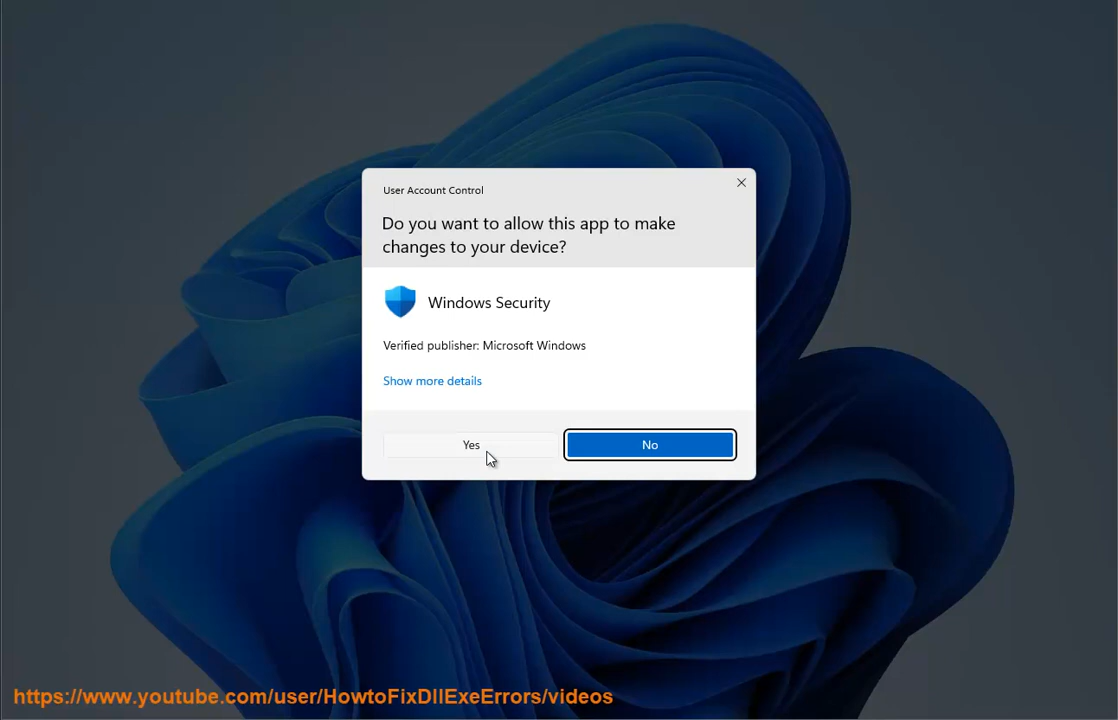 User Account Control
Do you want to allow this app to make
changes to your device?
Windows Security
Verified publisher: Microsoft Windows
Show more details
Yes
No
https://www.youtube.com/user/HowtoFixDllExeErrors/videos